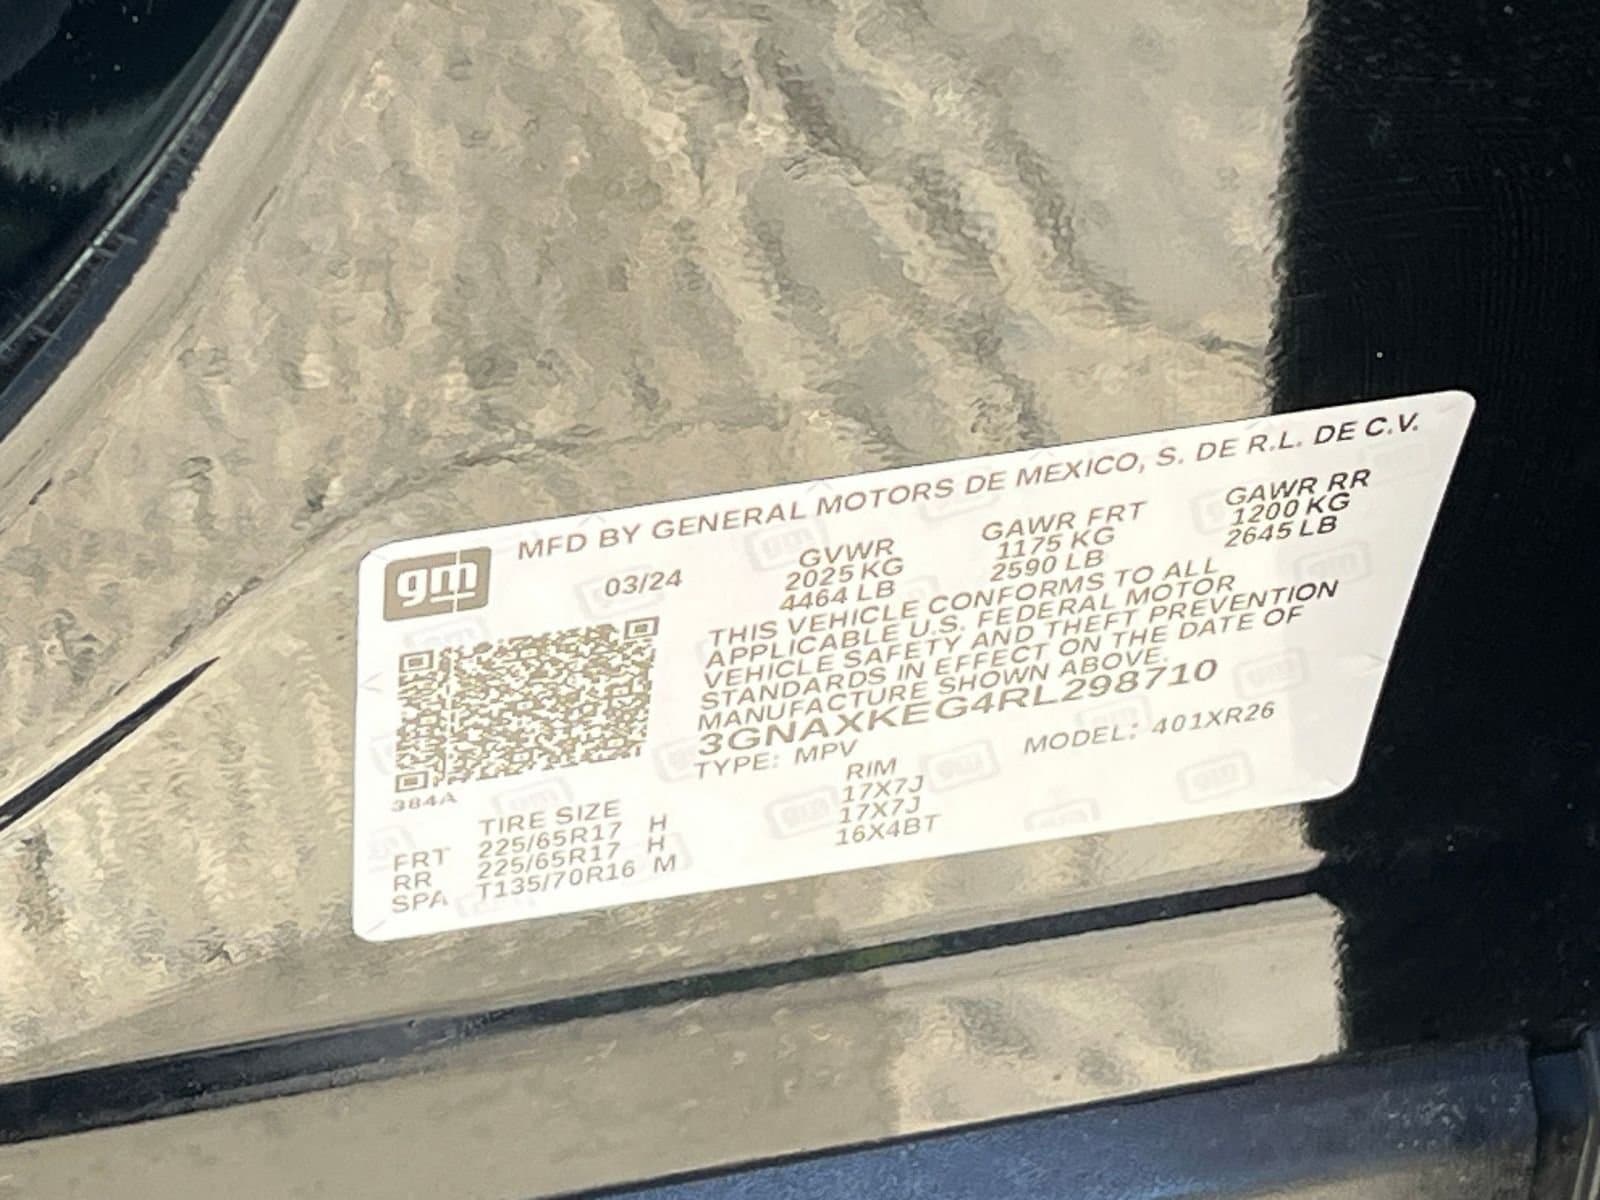 MFD BY GENERAL MOTORS DE MEXICO, S. DE R.L. DE C.V.
gm
03/24
GVWR GAWR FRT GAWR RR
2025 KG 1175 KG 1200 KG
4464 LB 2590 LB 2645 LB
THIS VEHICLE CONFORMS TO ALL
APPLICABLE U.S. FEDERAL MOTOR
VEHICLE SAFETY AND THEFT PREVENTION
STANDARDS IN EFFECT ON THE DATE OF
MANUFACTURE SHOWN ABOVE.
3GNAXKEG4RL298710
TYPE: MPV MODEL: 401XR26
384A
TIRE SIZE RIM
FRT 225/65R17 H 17X7J
RR 225/65R17 H 17X7J
SPA T135/70R16 M 16X4BT